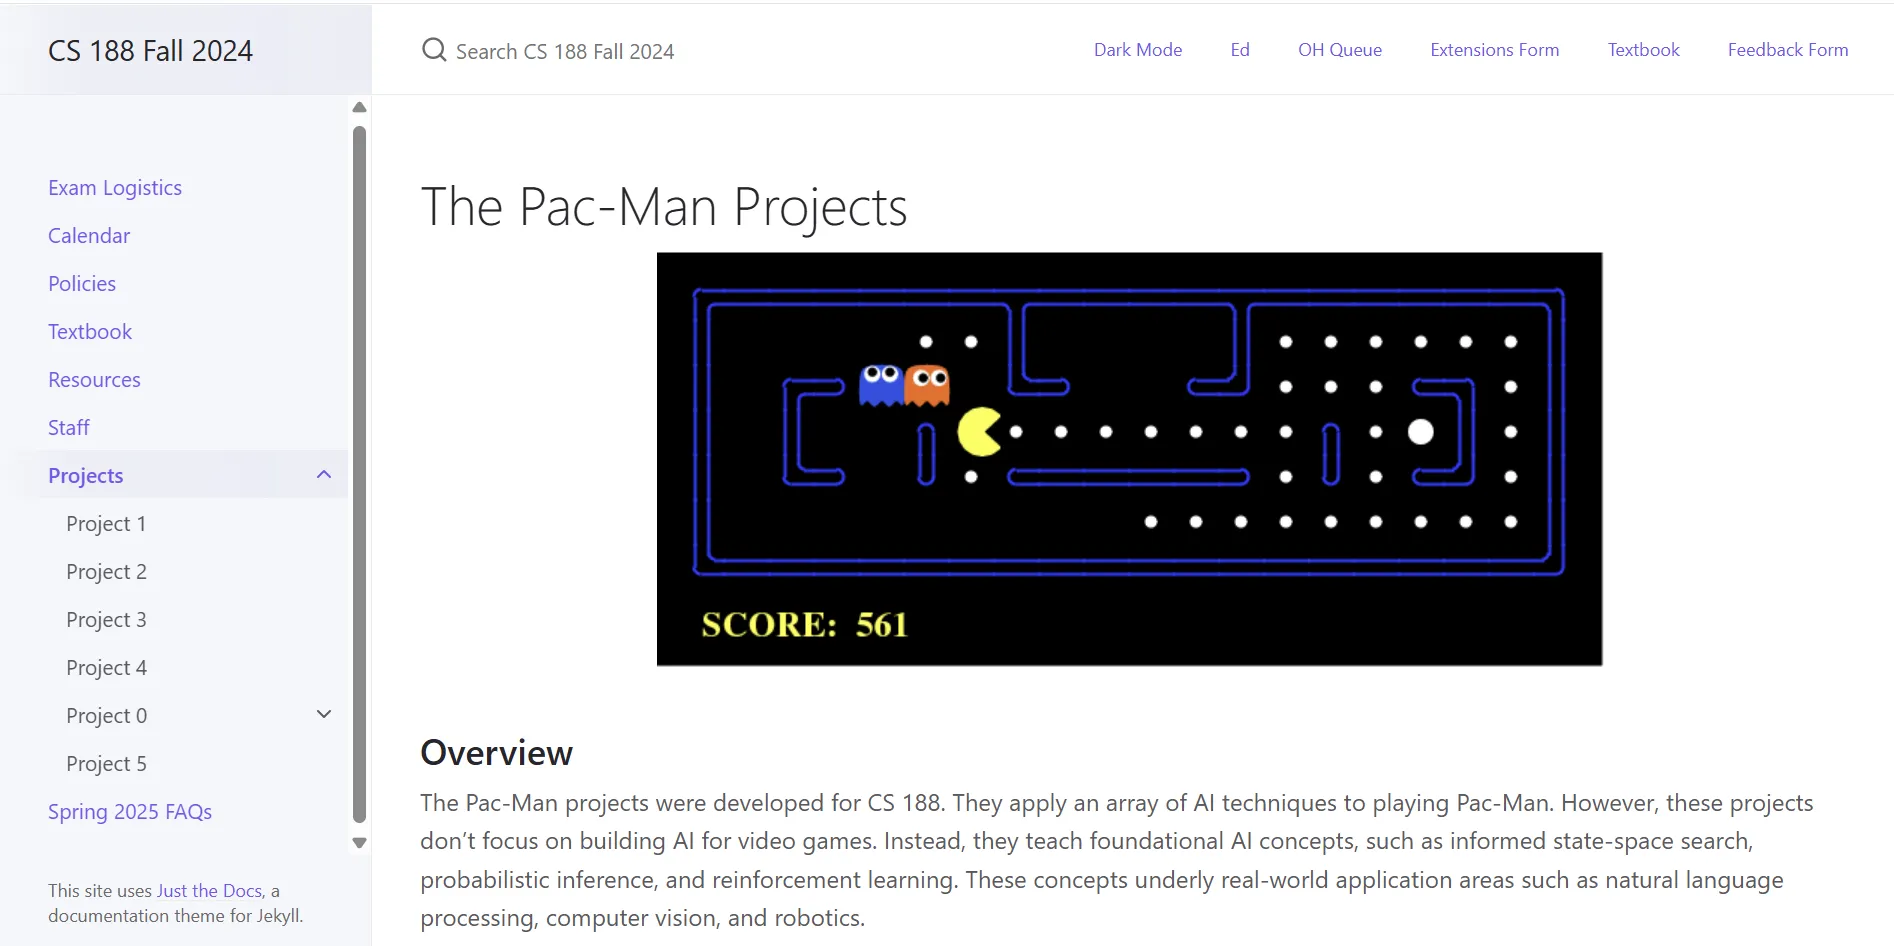 CS 188 Fall 2024
Search CS 188 Fall 2024
Dark Mode
Ed
OH Queue
Extensions Form
Textbook
Feedback Form
Exam Logistics
Calendar
Policies
Textbook
Resources
Staff
Projects
Project 1
Project 2
Project 3
Project 4
Project 0
Project 5
Spring 2025 FAQs
This site uses Just the Docs, a
documentation theme for Jekyll.
The Pac-Man Projects
SCORE: 561
Overview
The Pac-Man projects were developed for CS 188. They apply an array of AI techniques to playing Pac-Man. However, these projects
don’t focus on building AI for video games. Instead, they teach foundational AI concepts, such as informed state-space search,
probabilistic inference, and reinforcement learning. These concepts underly real-world application areas such as natural language
processing, computer vision, and robotics.